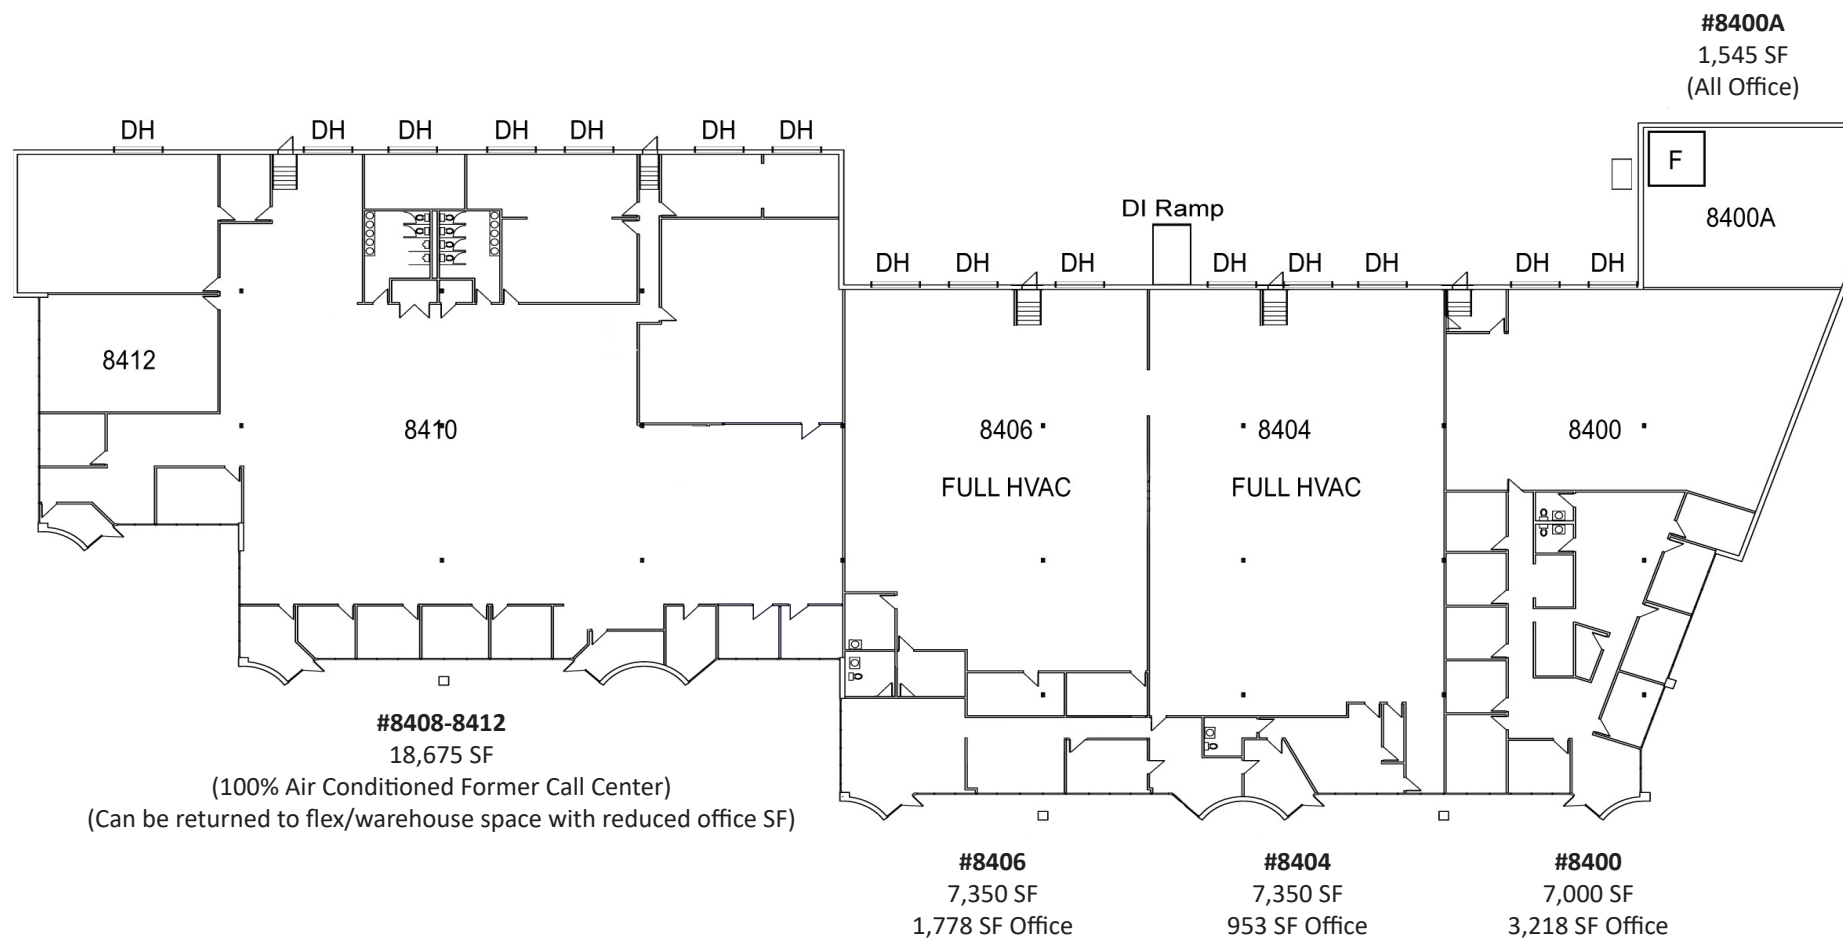 #8400A
1,545 SF
(All Office)
DH DH DH DH DH DH DH
F
8400A
DI Ramp
DH DH DH DH DH DH DH DH
8412
8410 8406 8404 8400
FULL HVAC FULL HVAC
#8408-8412
18,675 SF
(100% Air Conditioned Former Call Center)
(Can be returned to flex/warehouse space with reduced office SF)
#8406
7,350 SF
1,778 SF Office
#8404
7,350 SF
953 SF Office
#8400
7,000 SF
3,218 SF Office